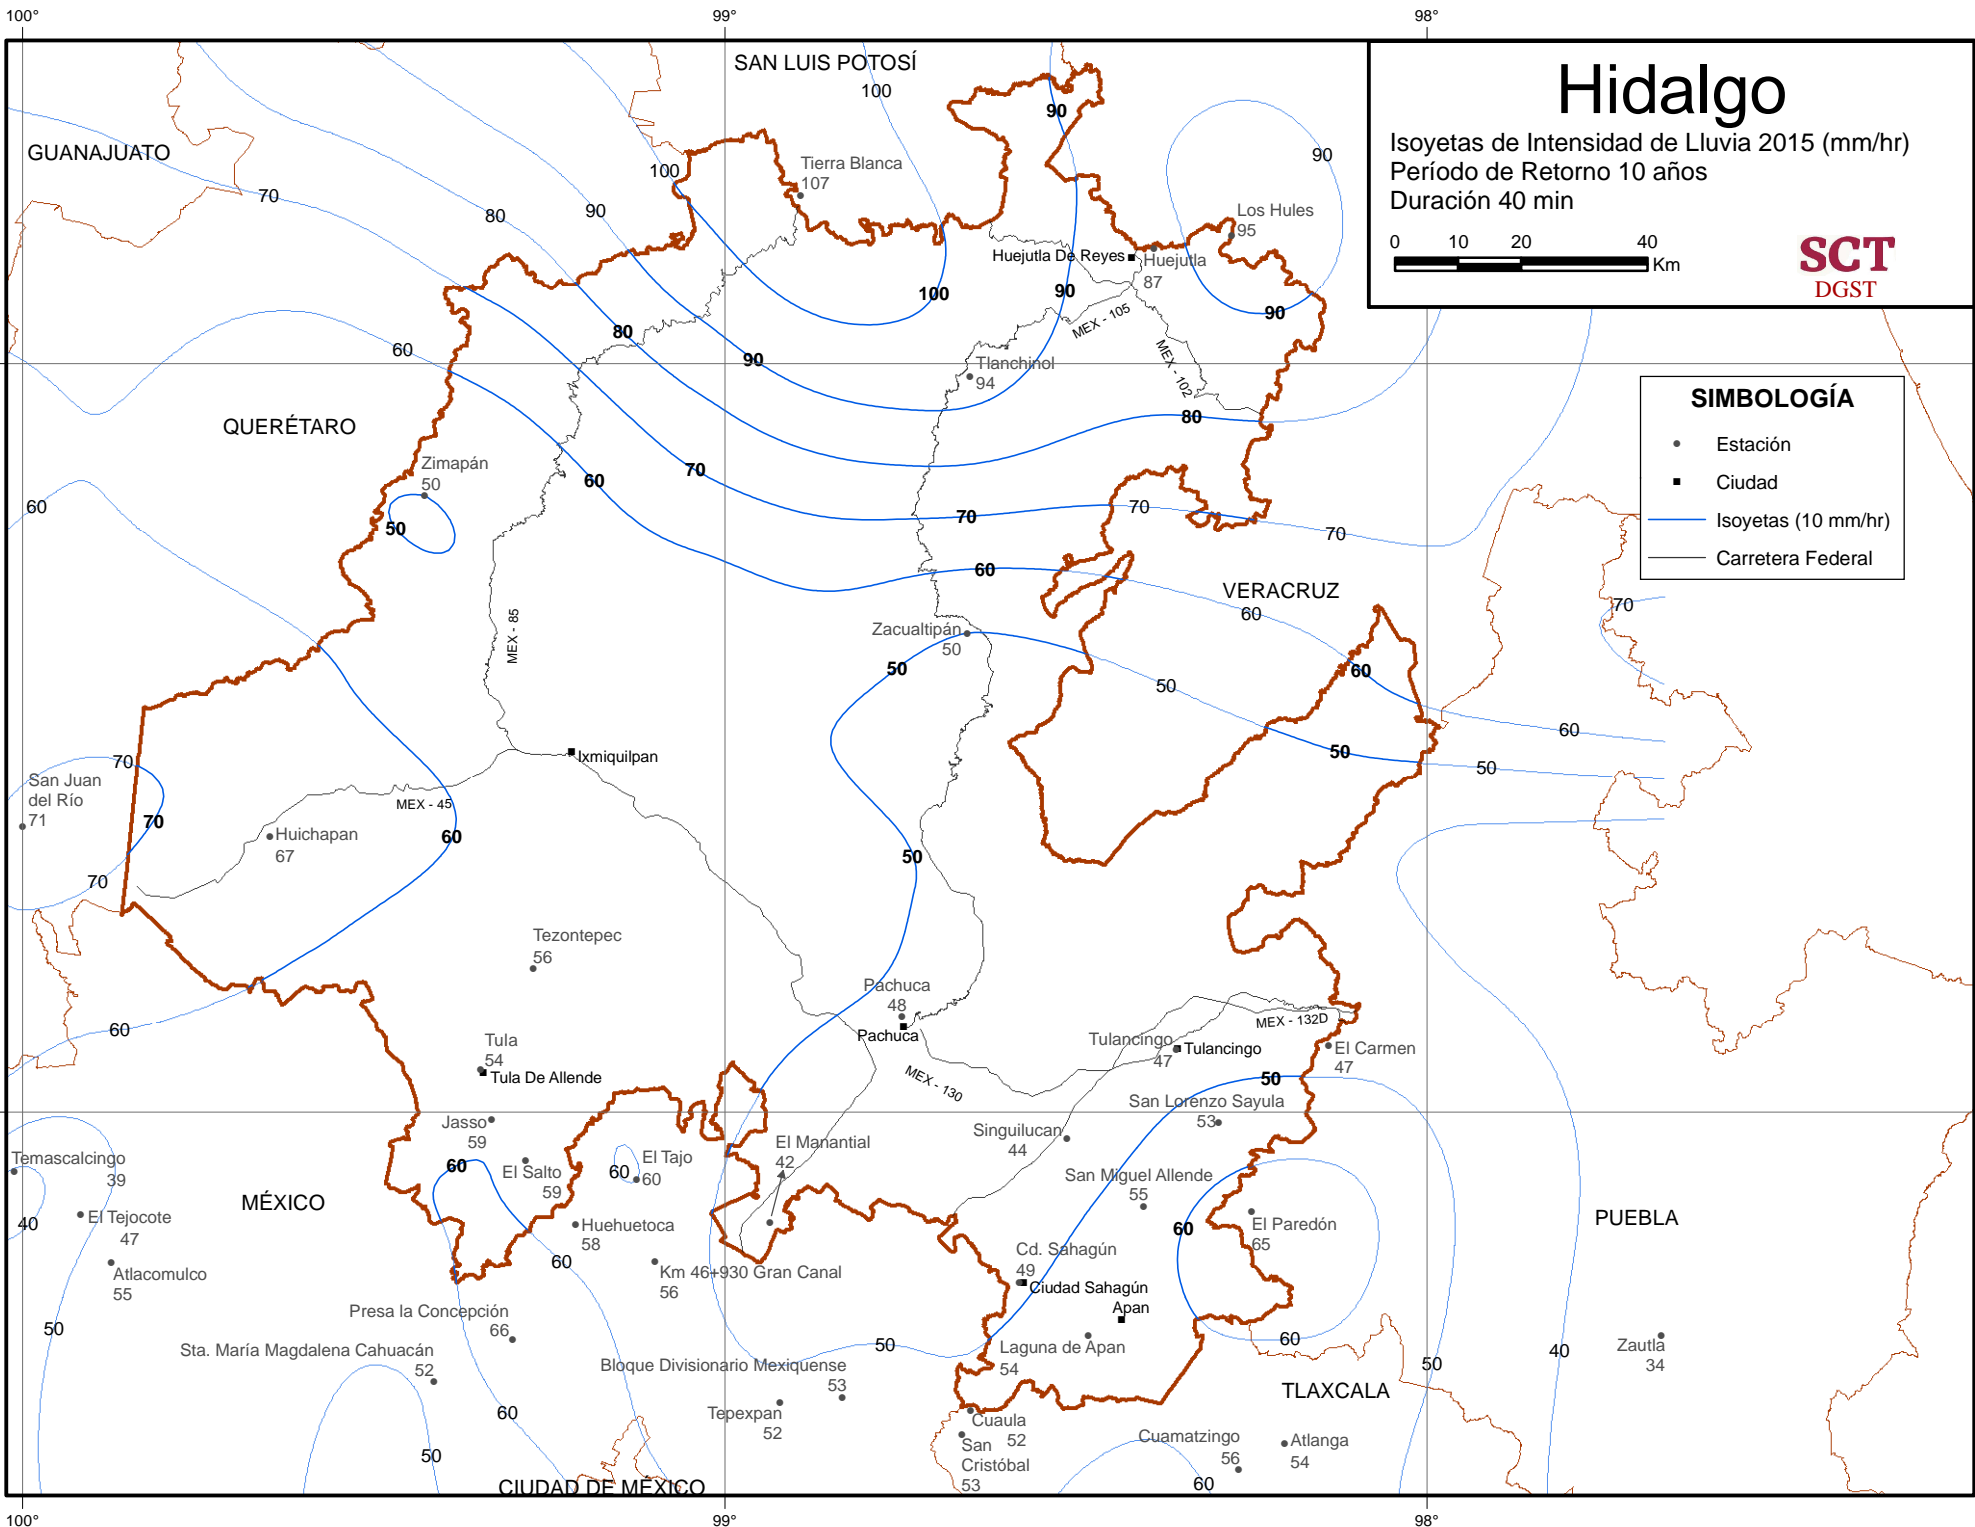 100°
99°
98°
SAN LUIS POTOSÍ
GUANAJUATO
QUERÉTARO
VERACRUZ
MÉXICO
PUEBLA
TLAXCALA
CIUDAD DE MÉXICO
Hidalgo
Isoyetas de Intensidad de Lluvia 2015 (mm/hr)
Período de Retorno 10 años
Duración 40 min
0 10 20 40
Km
SCT
DGST
SIMBOLOGÍA
Estación
Ciudad
Isoyetas (10 mm/hr)
Carretera Federal
100
90
90
Tierra Blanca
107
100
70
80
90
Los Hules
95
Huejutla De Reyes
Huejutla
87
100
90
90
MEX - 105
80
60
90
MEX - 102
Tlanchinol
94
80
Zimapán
50
70
60
60
50
70
70
70
60
60
70
MEX - 85
Zacualtipán
50
50
50
60
60
50
50
Ixmiquilpan
70
San Juan
del Río
71
70
MEX - 45
60
Huichapan
67
50
70
Tezontepec
56
Pachuca
48
Pachuca
60
MEX - 132D
Tula
54
Tula De Allende
Tulancingo
47
Tulancingo
El Carmen
47
MEX - 130
50
San Lorenzo Sayula
53
Jasso
59
Singuilucan
44
El Manantial
42
El Tajo
60
60
60
El Salto
59
Temascalcingo
39
San Miguel Allende
55
40
El Tejocote
47
Huehuetoca
58
60
El Paredón
65
Atlacomulco
55
60
Km 46+930 Gran Canal
56
Cd. Sahagún
49
Ciudad Sahagún
Apan
Presa la Concepción
66
50
50
60
Laguna de Apan
54
Sta. María Magdalena Cahuacán
52
Bloque Divisionario Mexiquense
53
50
40
Zautla
34
60
Tepexpan
52
Cuaula
52
San
Cristóbal
53
Cuamatzingo
56
Atlanga
54
50
60
100°
99°
98°